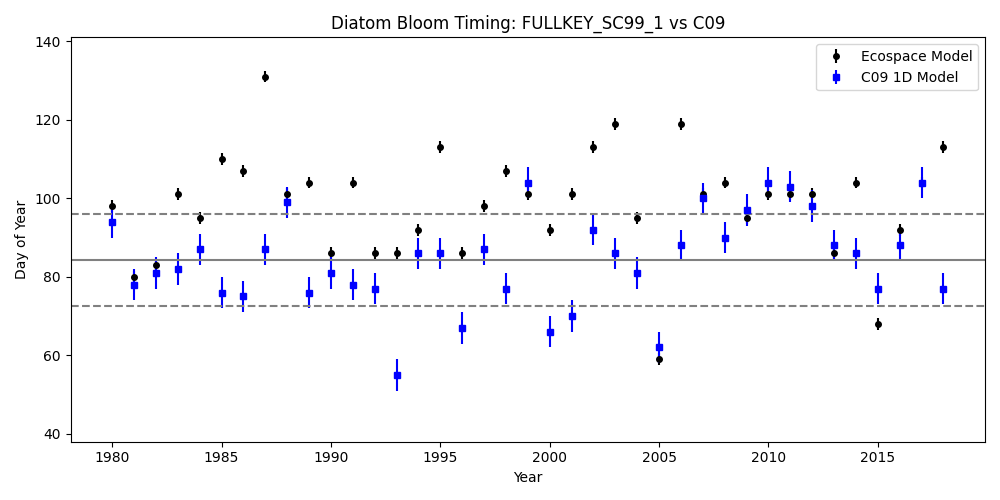 Diatom Bloom Timing: FULLKEY_SC99_1 vs C09
140
120
100
80
60
40
Day of Year
Ecospace Model
C09 1D Model
1980 1985 1990 1995 2000 2005 2010 2015
Year